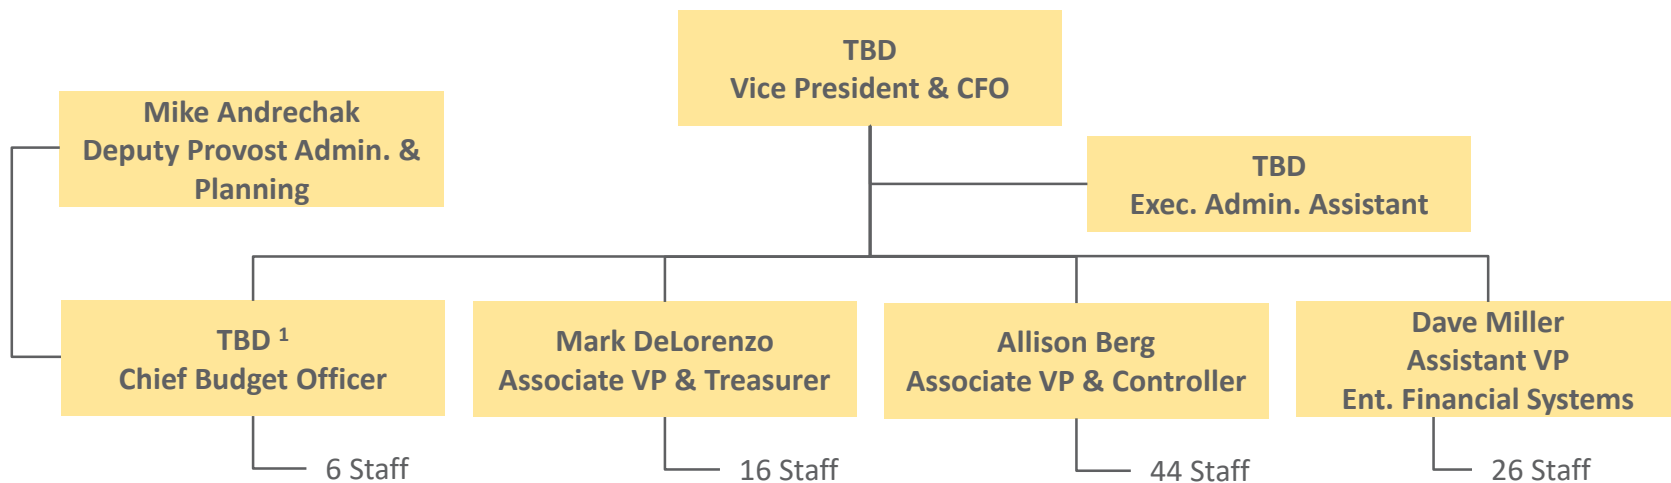 TBD
Vice President & CFO
Mike Andrechak
Deputy Provost Admin. &
Planning
TBD
Exec. Admin. Assistant
TBD ¹
Chief Budget Officer
Mark DeLorenzo
Associate VP & Treasurer
Allison Berg
Associate VP & Controller
Dave Miller
Assistant VP
Ent. Financial Systems
6 Staff
16 Staff
44 Staff
26 Staff